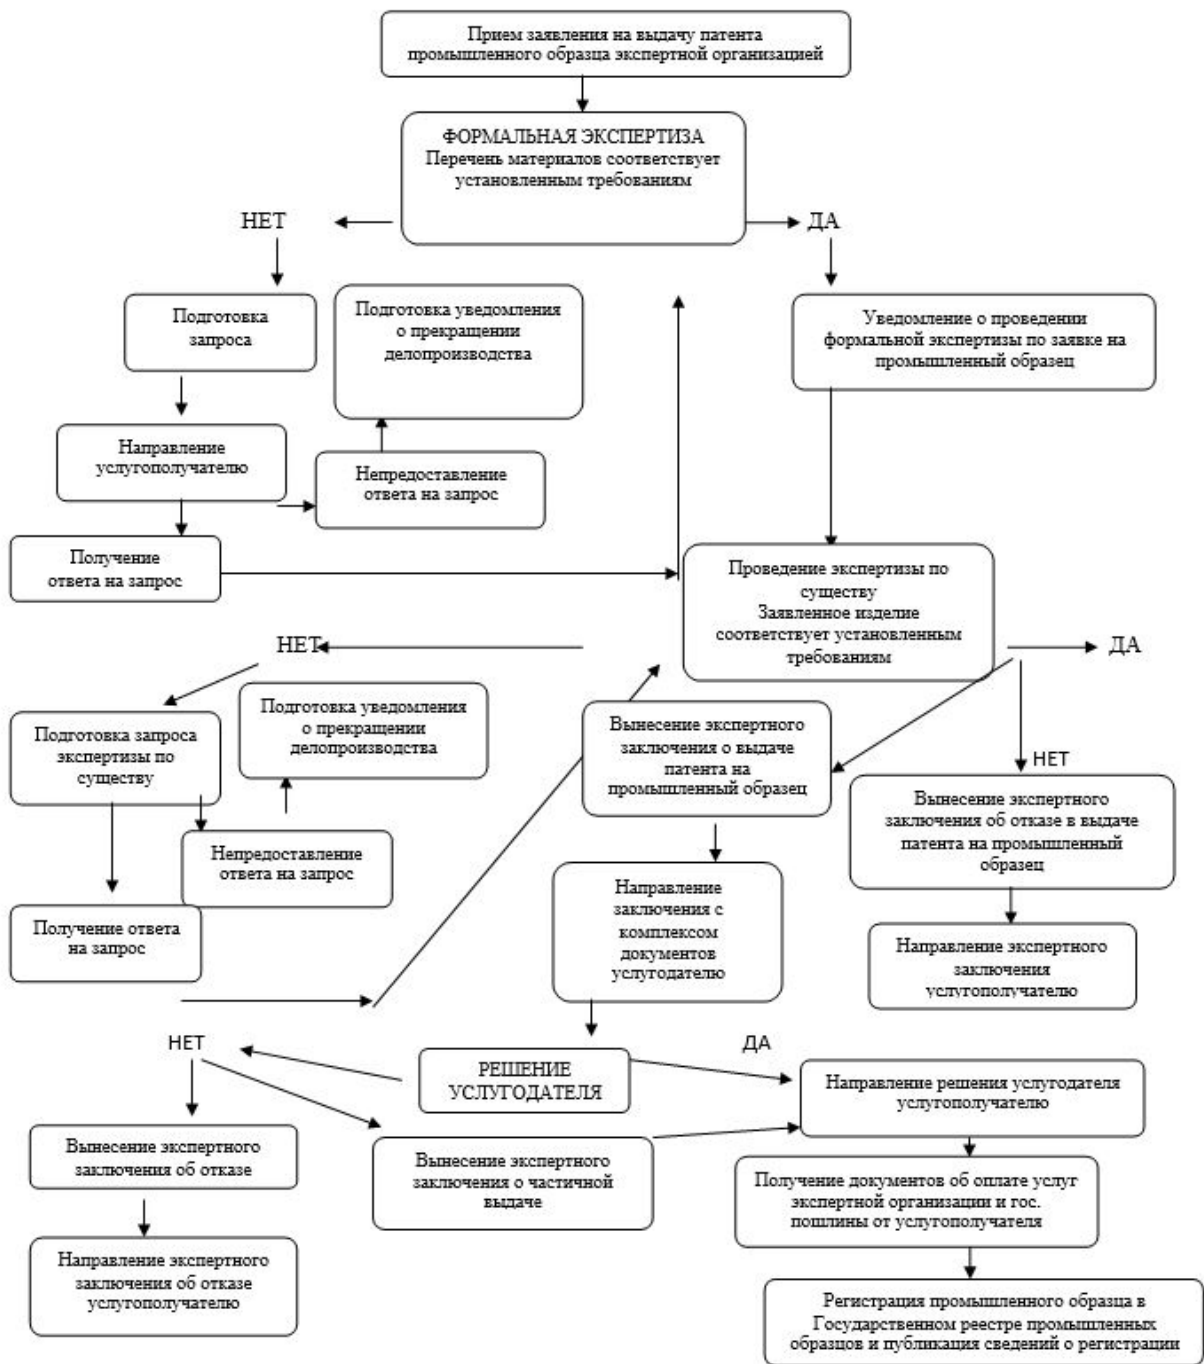 Прием заявления на выдачу патента
промышленного образца экспертной организацией
ФОРМАЛЬНАЯ ЭКСПЕРТИЗА
Перечень материалов соответствует
установленным требованиям
НЕТ
ДА
Подготовка
запроса
Подготовка уведомления
о прекращении
делопроизводства
Уведомление о проведении
формальной экспертизы по заявке на
промышленный образец
Направление
услугополучателю
Непредоставление
ответа на запрос
Получение
ответа на запрос
Проведение экспертизы по
существу
Заявленное изделие
соответствует установленным
требованиям
НЕТ
ДА
Подготовка запроса
экспертизы по
существу
Подготовка уведомления
о прекращении
делопроизводства
Вынесение экспертного
заключения о выдаче
патента на
промышленный образец
НЕТ
Вынесение экспертного
заключения об отказе в выдаче
патента на промышленный
образец
Непредоставление
ответа на запрос
Получение ответа
на запрос
Направление
заключения с
комплексом
документов
услугодателю
Направление экспертного
заключения
услугополучателю
НЕТ
РЕШЕНИЕ
УСЛУГОДАТЕЛЯ
ДА
Направление решения услугодателя
услугополучателю
Вынесение экспертного
заключения об отказе
Вынесение экспертного
заключения о частичной
выдаче
Получение документов об оплате услуг
экспертной организации и гос.
пошлины от услугополучателя
Направление экспертного
заключения об отказе
услугополучателю
Регистрация промышленного образца в
Государственном реестре промышленных
образцов и публикация сведений о регистрации